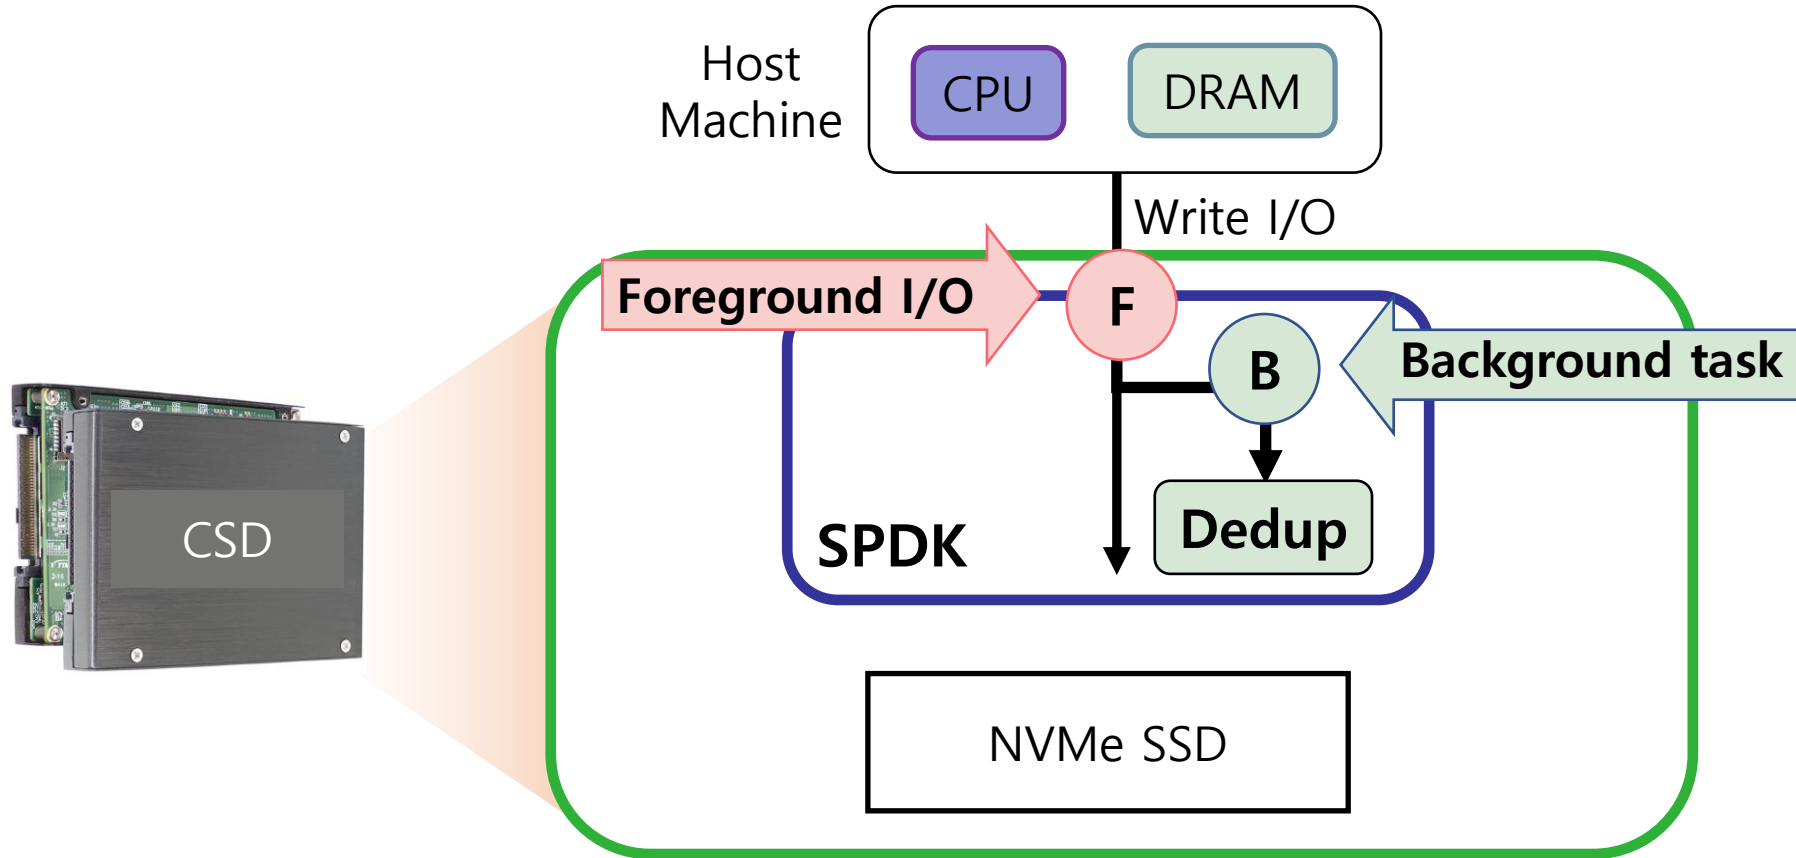 Host
Machine
CPU
DRAM
Write I/O
Foreground I/O
F
B
Background task
Dedup
SPDK
CSD
NVMe SSD